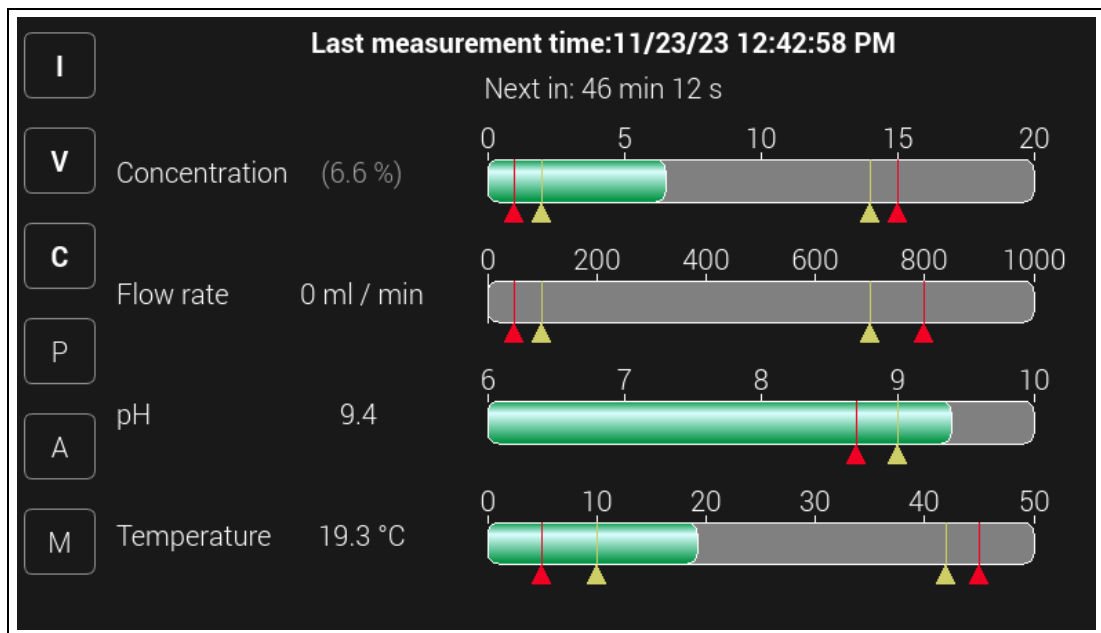 Last measurement time:11/23/23 12:42:58 PM
Next in: 46 min 12 s
I
V
C
P
A
M
0 5 10 15 20
Concentration (6.6 %)
0 200 400 600 800 1000
Flow rate 0 ml / min
6 7 8 9 10
pH 9.4
0 10 20 30 40 50
Temperature 19.3 °C